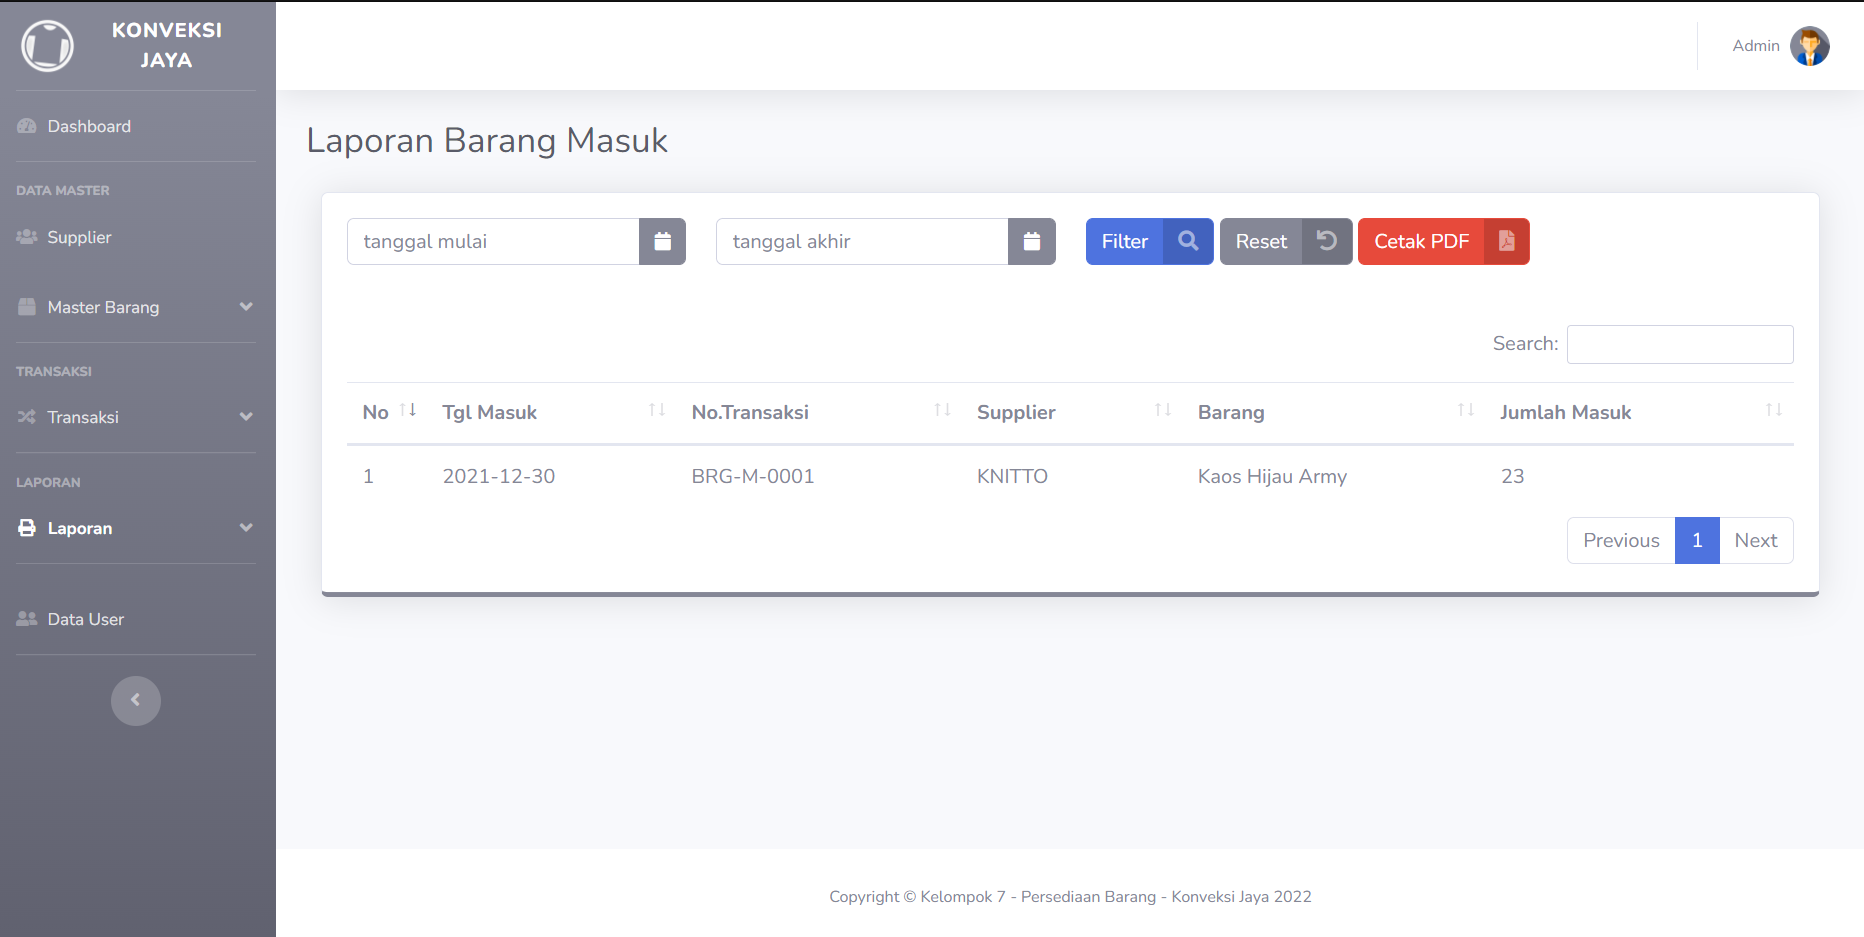 KONVEKSI
JAYA
Admin
Dashboard
DATA MASTER
Supplier
Master Barang
TRANSAKSI
Transaksi
LAPORAN
Laporan
Data User
Laporan Barang Masuk
tanggal mulai tanggal akhir Filter Reset Cetak PDF
Search:
No Tgl Masuk No.Transaksi Supplier Barang Jumlah Masuk
1 2021-12-30 BRG-M-0001 KNITTO Kaos Hijau Army 23
Previous 1 Next
Copyright © Kelompok 7 - Persediaan Barang - Konveksi Jaya 2022